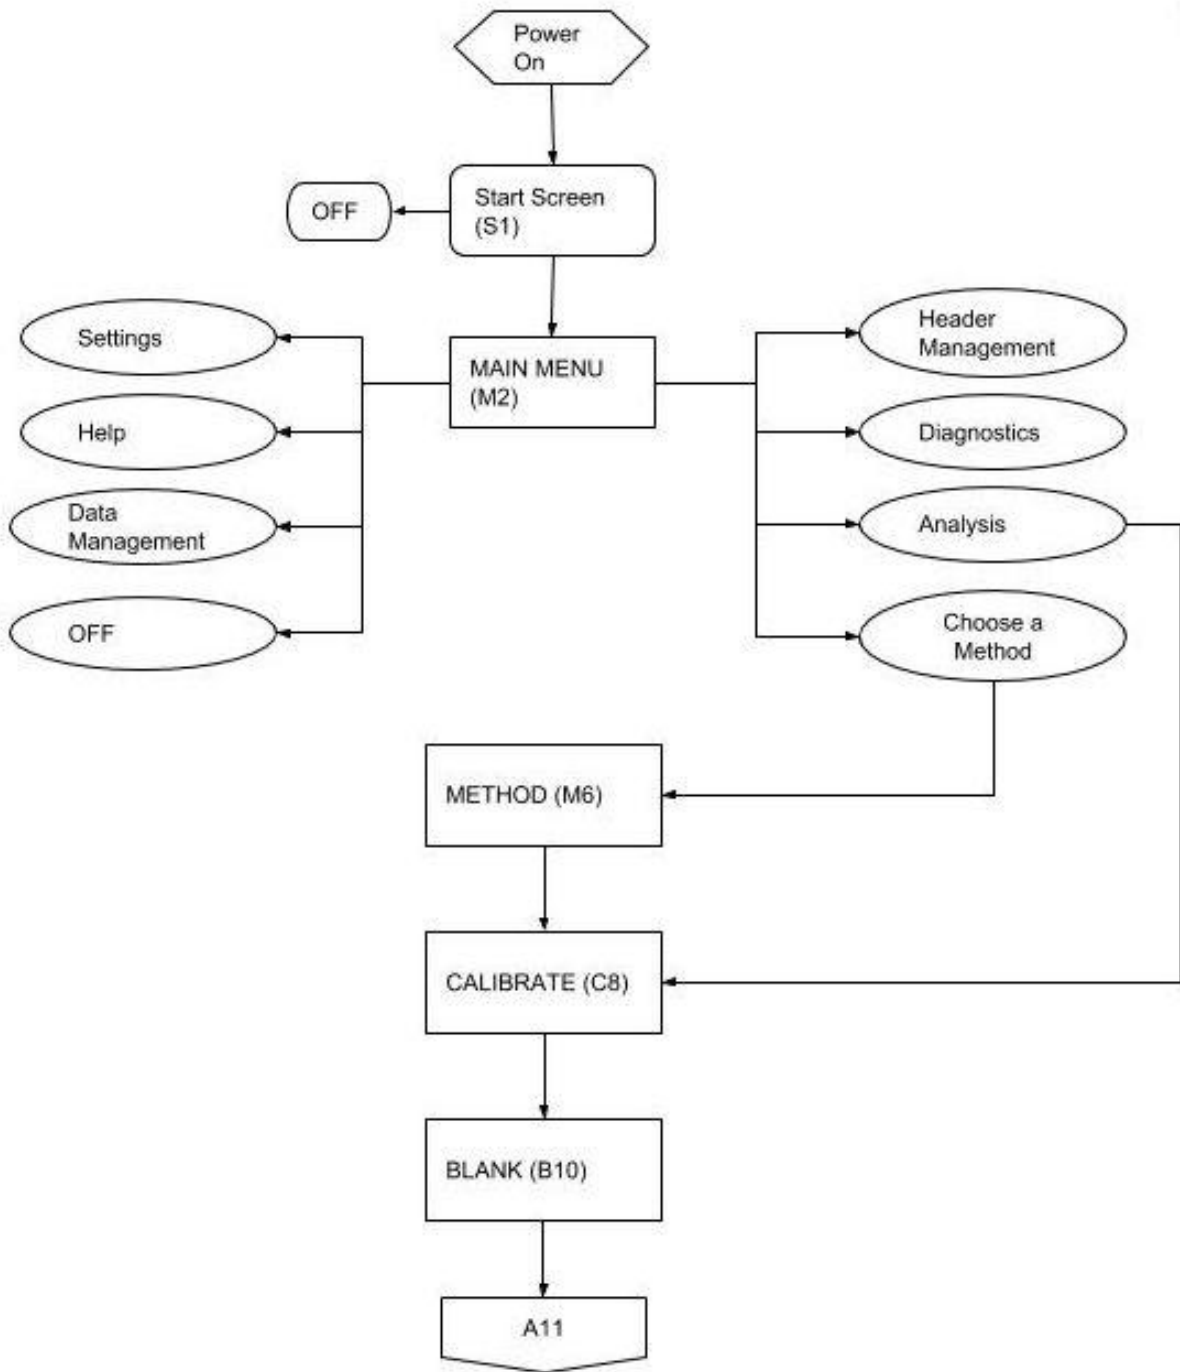 Power
On
Start Screen
(S1)
OFF
MAIN MENU
(M2)
Settings
Help
Data
Management
OFF
Header
Management
Diagnostics
Analysis
Choose a
Method
METHOD (M6)
CALIBRATE (C8)
BLANK (B10)
A11